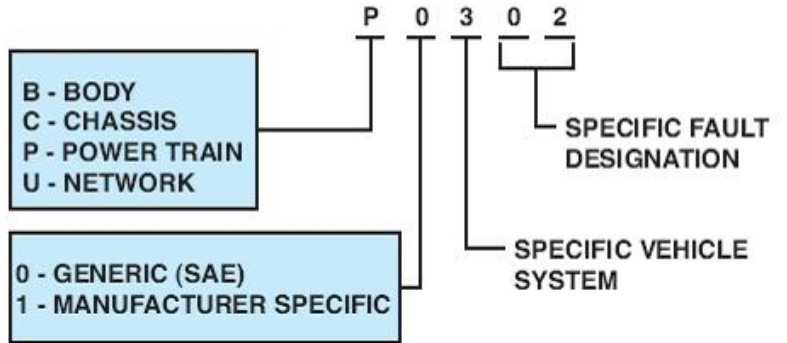 P 0 3 0 2
B - BODY
C - CHASSIS
P - POWER TRAIN
U - NETWORK
SPECIFIC FAULT
DESIGNATION
0 - GENERIC (SAE)
1 - MANUFACTURER SPECIFIC
SPECIFIC VEHICLE
SYSTEM